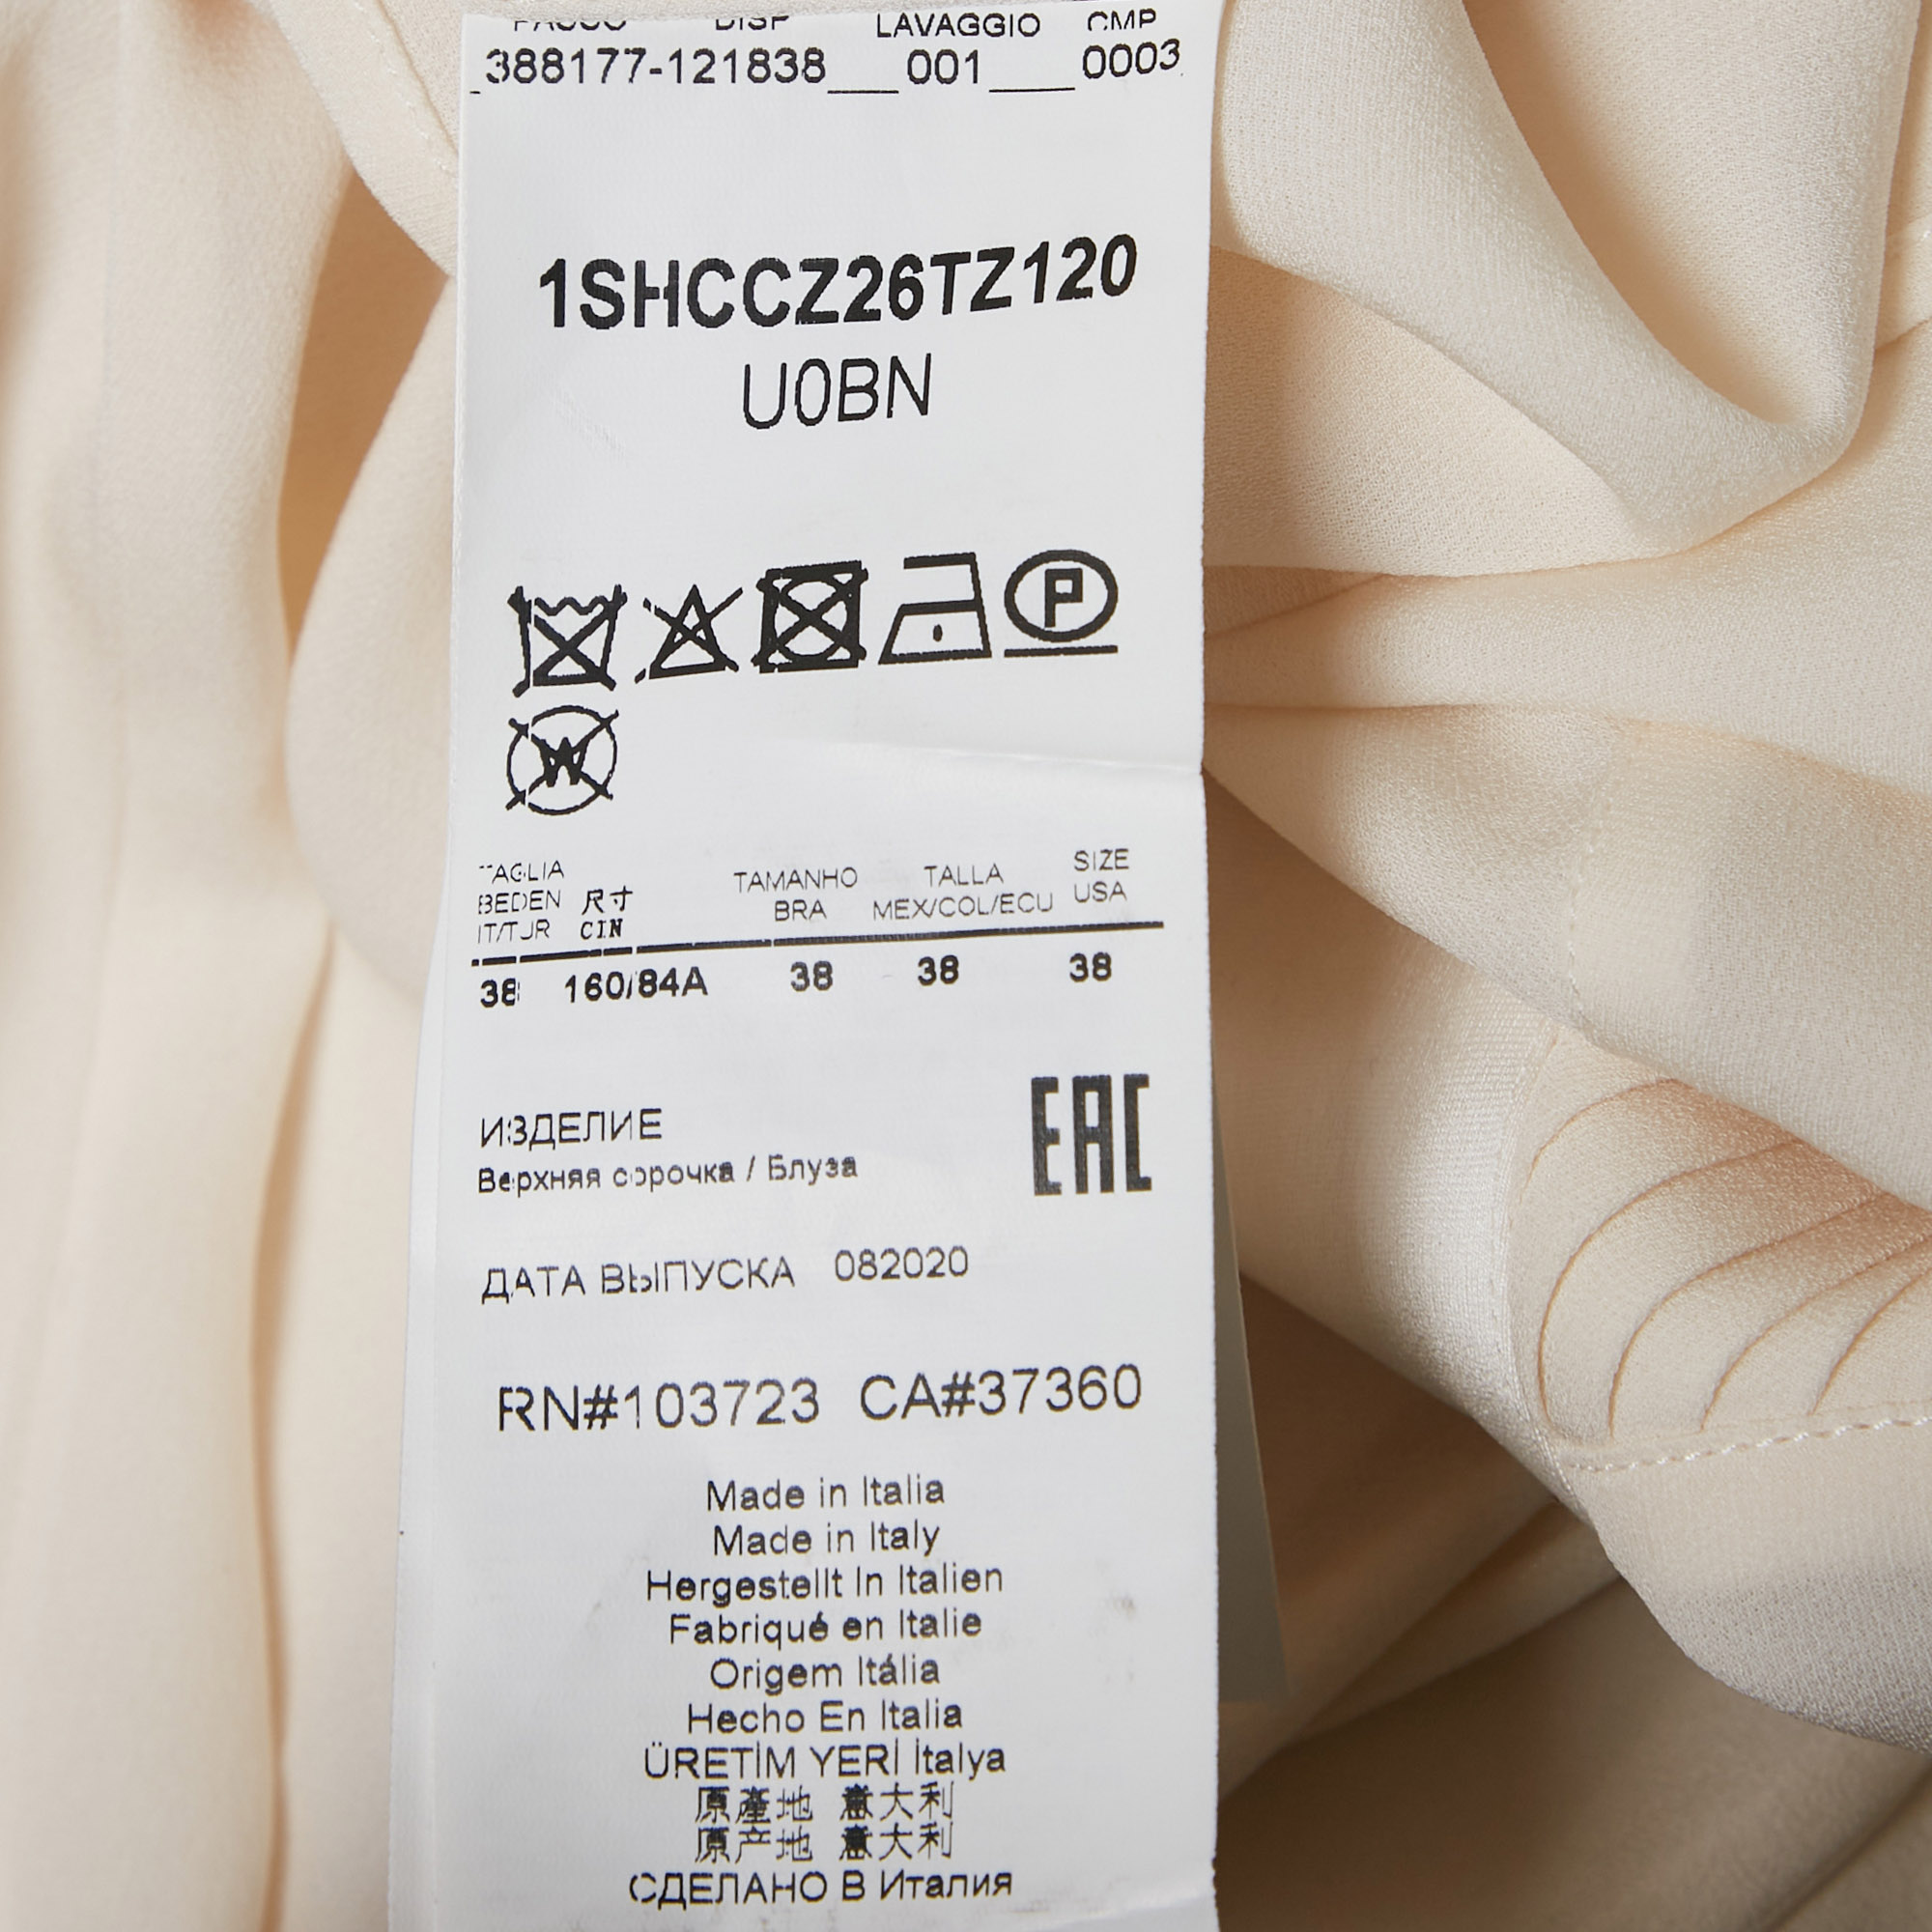 DISP LAVAGGIO CMP
388177-121838 001 0003
1SHCCZ26TZ120
U0BN
P
W
TAGLIA TAMANHO TALLA SIZE
BEDEN 尺寸 BRA MEX/COL/ECU USA
IT/TUR CIN
38 160/84A 38 38 38
ИЗДЕЛИЕ
EAC
Верхняя сорочка / Блуза
ДАТА ВЫПУСКА 082020
RN#103723 CA#37360
Made in Italia
Made in Italy
Hergestellt In Italien
Fabriqué en Italie
Origem Itália
Hecho En Italia
ÜRETİM YERİ İtalya
原產地 意大利
原产地 意大利
СДЕЛАНО В Италия